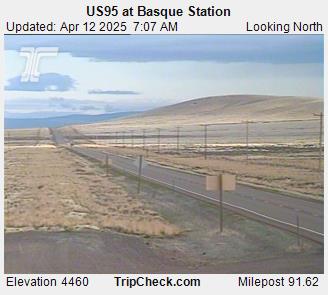 US95 at Basque Station
Updated: Apr 12 2025 7:07 AM Looking North
Elevation 4460 TripCheck.com Milepost 91.62